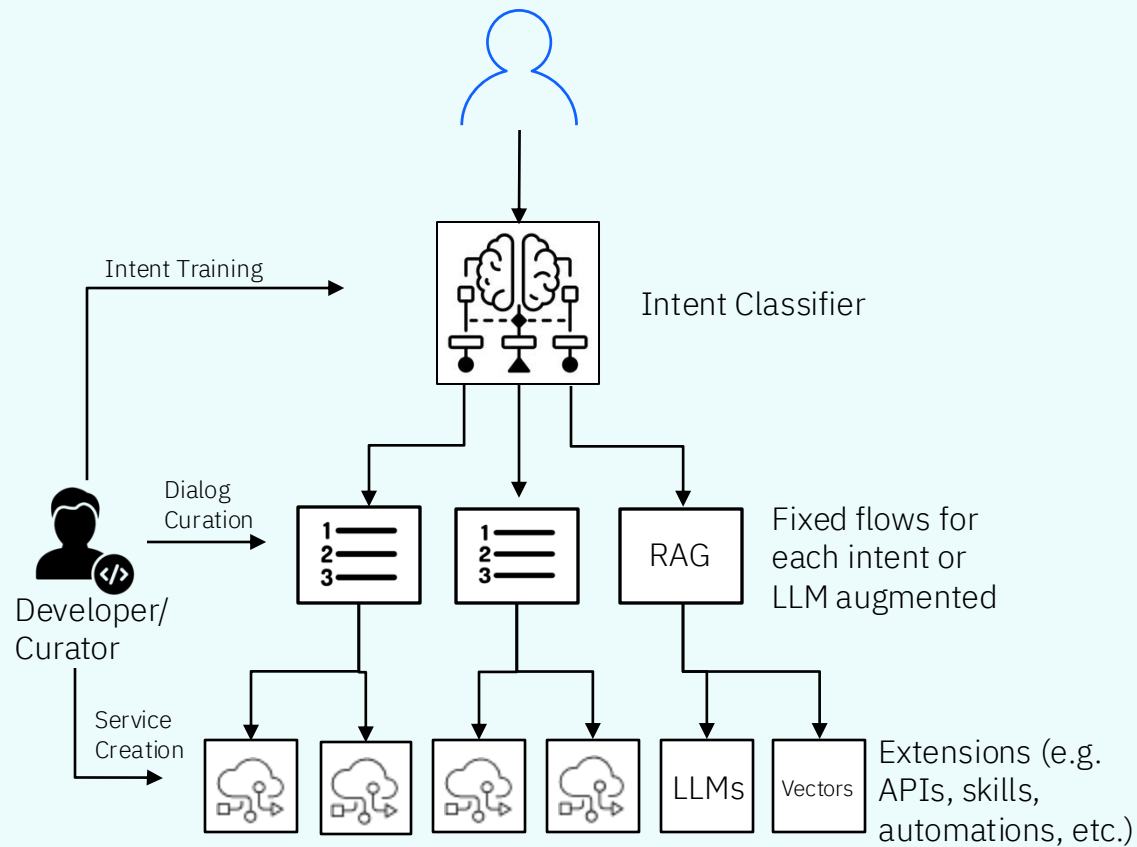 Intent Training
Intent Classifier
Dialog
Curation
1
2
3
1
2
3
RAG
Fixed flows for
each intent or
LLM augmented
</>
Developer/
Curator
Service
Creation
LLMs
Vectors
Extensions (e.g.
APIs, skills,
automations, etc.)